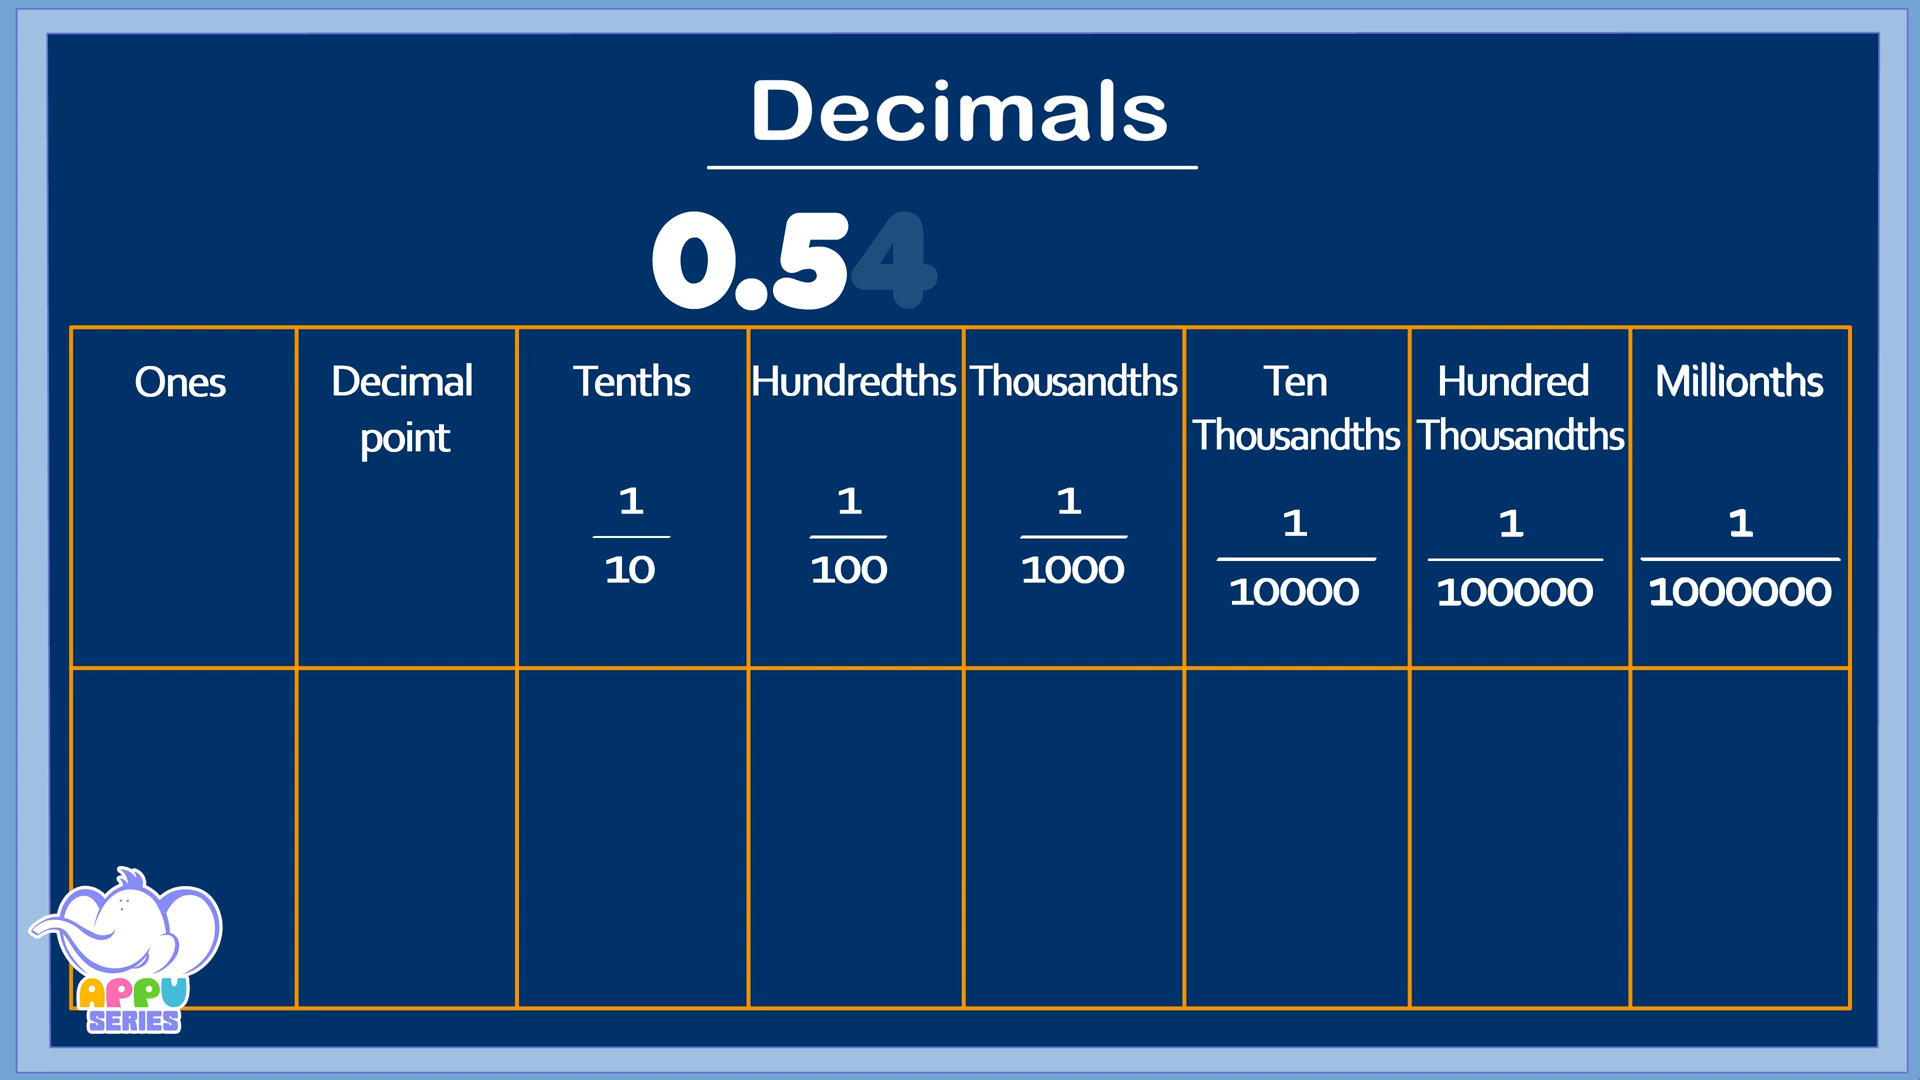 Decimals
0.54
Ones
Decimal
point
Tenths
1
10
Hundredths
1
100
Thousandths
1
1000
Ten
Thousandths
1
10000
Hundred
Thousandths
1
100000
Millionths
1
1000000
APPU
SERIES